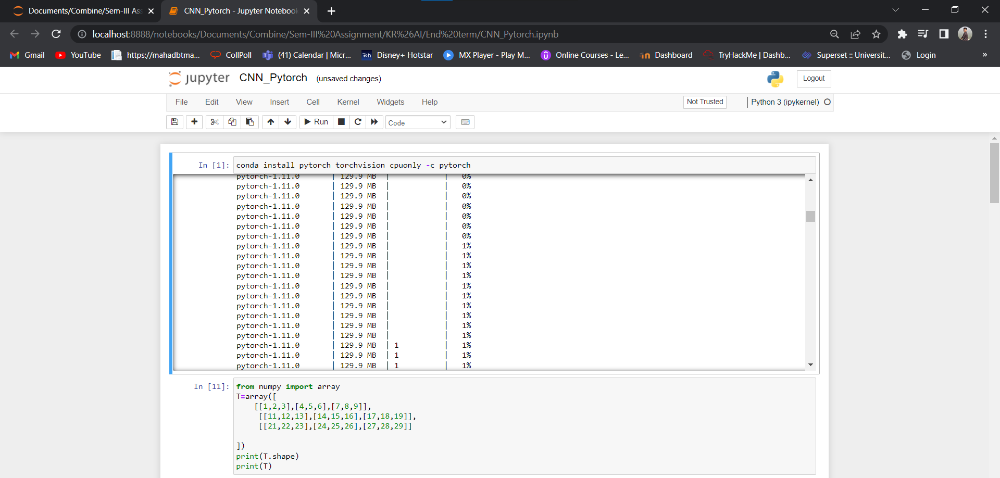 Documents/Combine/Sem-III Ass
CNN_Pytorch - Jupyter Notebook
localhost:8888/notebooks/Documents/Combine/Sem-III%20Assignment/KR%26AI/End%20term/CNN_Pytorch.ipynb
Gmail YouTube https://mahadbtma... CollPoll (41) Calendar | Micr... Disney+ Hotstar MX Player - Play M... Online Courses - Le... Dashboard TryHackMe | Dashb... Superset :: Universit... Login »
jupyter CNN_Pytorch (unsaved changes) Logout
File Edit View Insert Cell Kernel Widgets Help Not Trusted Python 3 (ipykernel)
Run Code
In [1]: conda install pytorch torchvision cpuonly -c pytorch
pytorch-1.11.0 | 129.9 MB | | 0%
pytorch-1.11.0 | 129.9 MB | | 0%
pytorch-1.11.0 | 129.9 MB | | 0%
pytorch-1.11.0 | 129.9 MB | | 0%
pytorch-1.11.0 | 129.9 MB | | 0%
pytorch-1.11.0 | 129.9 MB | | 0%
pytorch-1.11.0 | 129.9 MB | | 0%
pytorch-1.11.0 | 129.9 MB | | 1%
pytorch-1.11.0 | 129.9 MB | | 1%
pytorch-1.11.0 | 129.9 MB | | 1%
pytorch-1.11.0 | 129.9 MB | | 1%
pytorch-1.11.0 | 129.9 MB | | 1%
pytorch-1.11.0 | 129.9 MB | | 1%
pytorch-1.11.0 | 129.9 MB | | 1%
pytorch-1.11.0 | 129.9 MB | | 1%
pytorch-1.11.0 | 129.9 MB | | 1%
pytorch-1.11.0 | 129.9 MB | | 1%
pytorch-1.11.0 | 129.9 MB | 1 | 1%
pytorch-1.11.0 | 129.9 MB | 1 | 1%
pytorch-1.11.0 | 129.9 MB | 1 | 1%
In [11]: from numpy import array
T=array([
[[1,2,3],[4,5,6],[7,8,9]],
[[11,12,13],[14,15,16],[17,18,19]],
[[21,22,23],[24,25,26],[27,28,29]]
])
print(T.shape)
print(T)